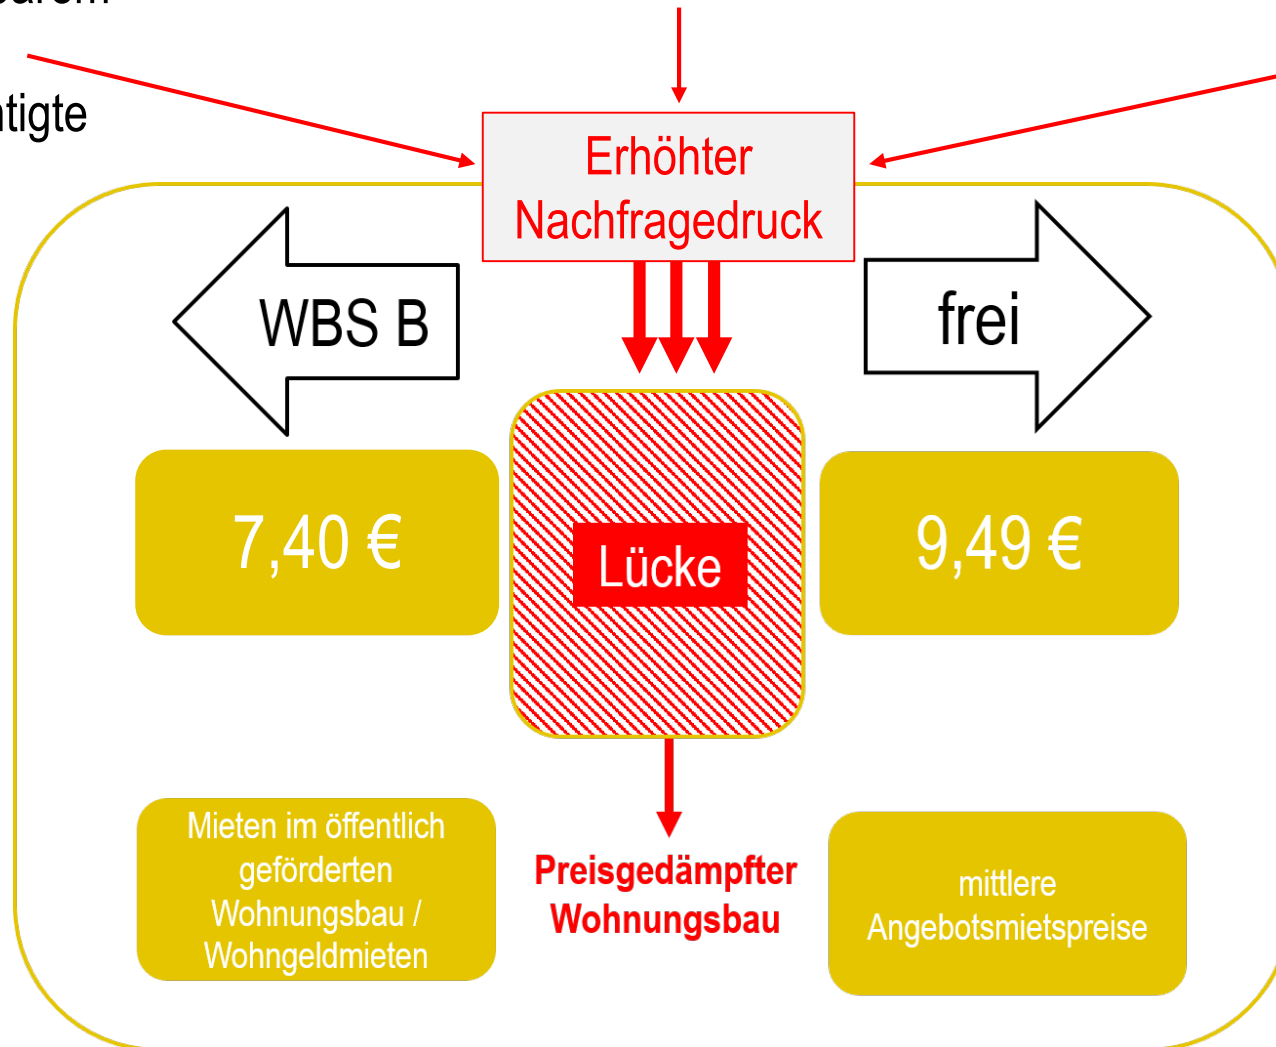 htigte
Erhöhter
Nachfragedruck
WBS B
frei
7,40 €
Lücke
9,49 €
Mieten im öffentlich
geförderten
Wohnungsbau /
Wohngeldmieten
Preisgedämpfter
Wohnungsbau
mittlere
Angebotsmietspreise